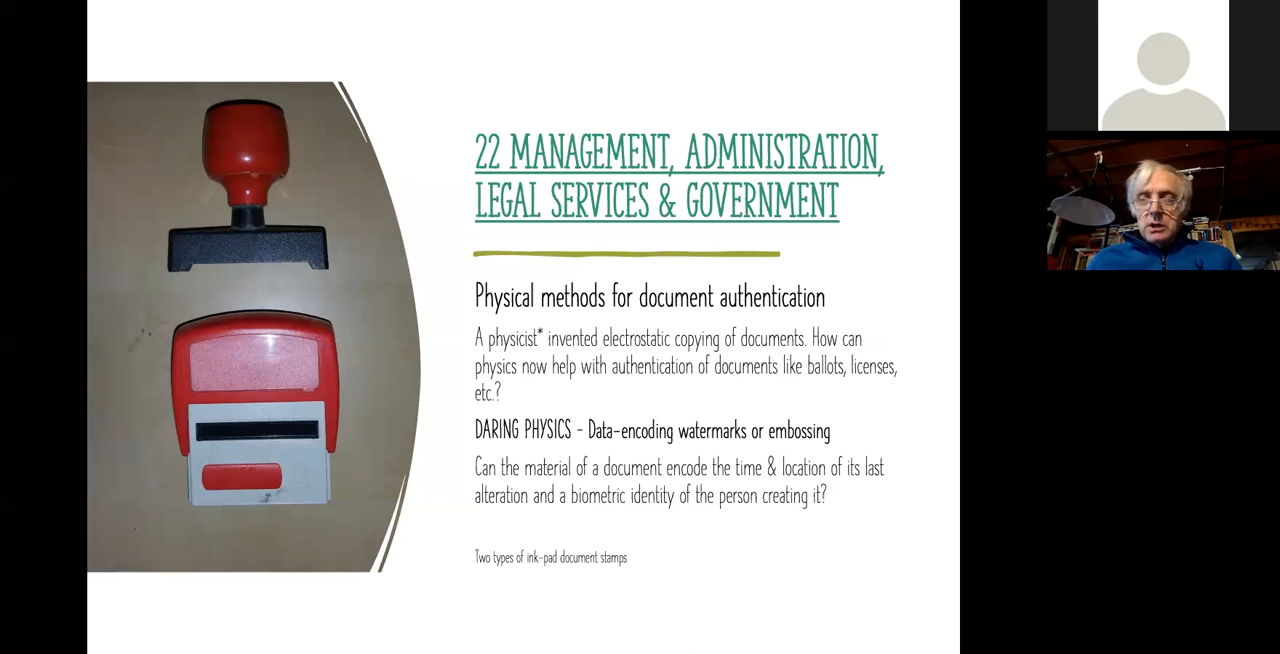 22 MANAGEMENT, ADMINISTRATION,
LEGAL SERVICES & GOVERNMENT
Physical methods for document authentication
A physicist* invented electrostatic copying of documents. How can
physics now help with authentication of documents like ballots, licenses,
etc.?
DARING PHYSICS - Data-encoding watermarks or embossing
Can the material of a document encode the time & location of its last
alteration and a biometric identity of the person creating it?
Two types of ink-pad document stamps